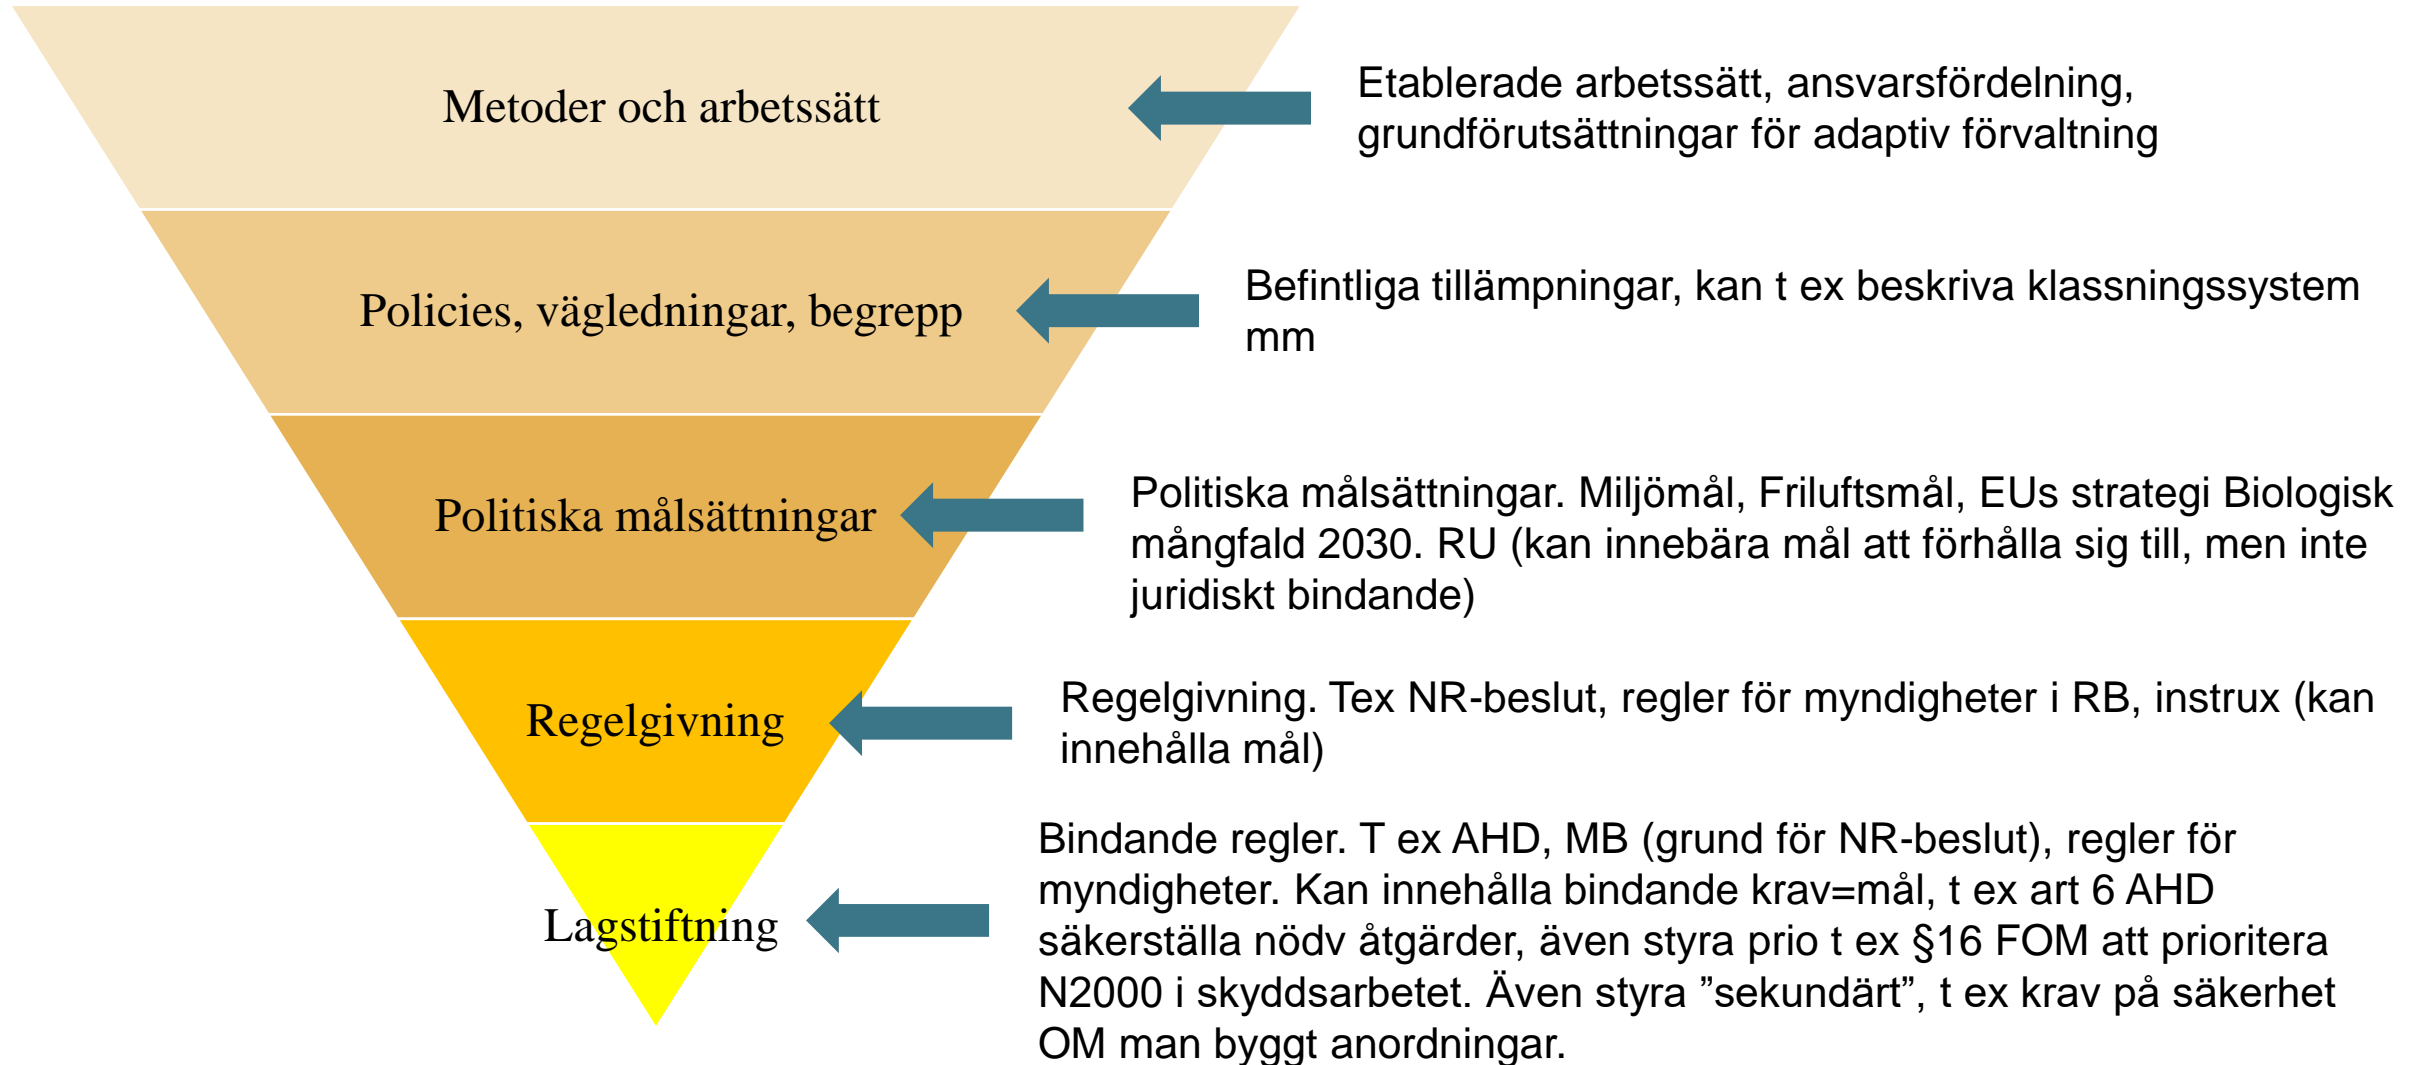 Metoder och arbetssätt
Etablerade arbetssätt, ansvarsfördelning,
grundförutsättningar för adaptiv förvaltning
Policies, vägledningar, begrepp
Befintliga tillämpningar, kan t ex beskriva klassningssystem
mm
Politiska målsättningar
Politiska målsättningar. Miljömål, Friluftsmål, EUs strategi Biologisk
mångfald 2030. RU (kan innebära mål att förhålla sig till, men inte
juridiskt bindande)
Regelgivning
Regelgivning. Tex NR-beslut, regler för myndigheter i RB, instrux (kan
innehålla mål)
Lagstiftning
Bindande regler. T ex AHD, MB (grund för NR-beslut), regler för
myndigheter. Kan innehålla bindande krav=mål, t ex art 6 AHD
säkerställa nödv åtgärder, även styra prio t ex §16 FOM att prioritera
N2000 i skyddsarbetet. Även styra ”sekundärt”, t ex krav på säkerhet
OM man byggt anordningar.